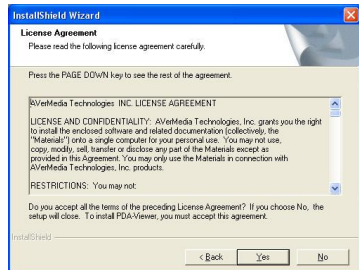 InstallShield Wizard
License Agreement
Please read the following license agreement carefully.
Press the PAGE DOWN key to see the rest of the agreement.
AVerMedia Technologies INC. LICENSE AGREEMENT
LICENSE AND CONFIDENTIALITY: AVerMedia Technologies, Inc. grants you the right
to install the enclosed software and related documentation (collectively, the
"Materials") onto a single computer for your personal use. You may not use,
copy, modify, sell, transfer or disclose any part of the Materials except as
provided in this Agreement. You may only use the Materials in connection with
AVerMedia Technologies, Inc. products.
RESTRICTIONS: You may not:
Do you accept all the terms of the preceding License Agreement? If you choose No, the
setup will close. To install PDA-Viewer, you must accept this agreement.
InstallShield
< Back
Yes
No